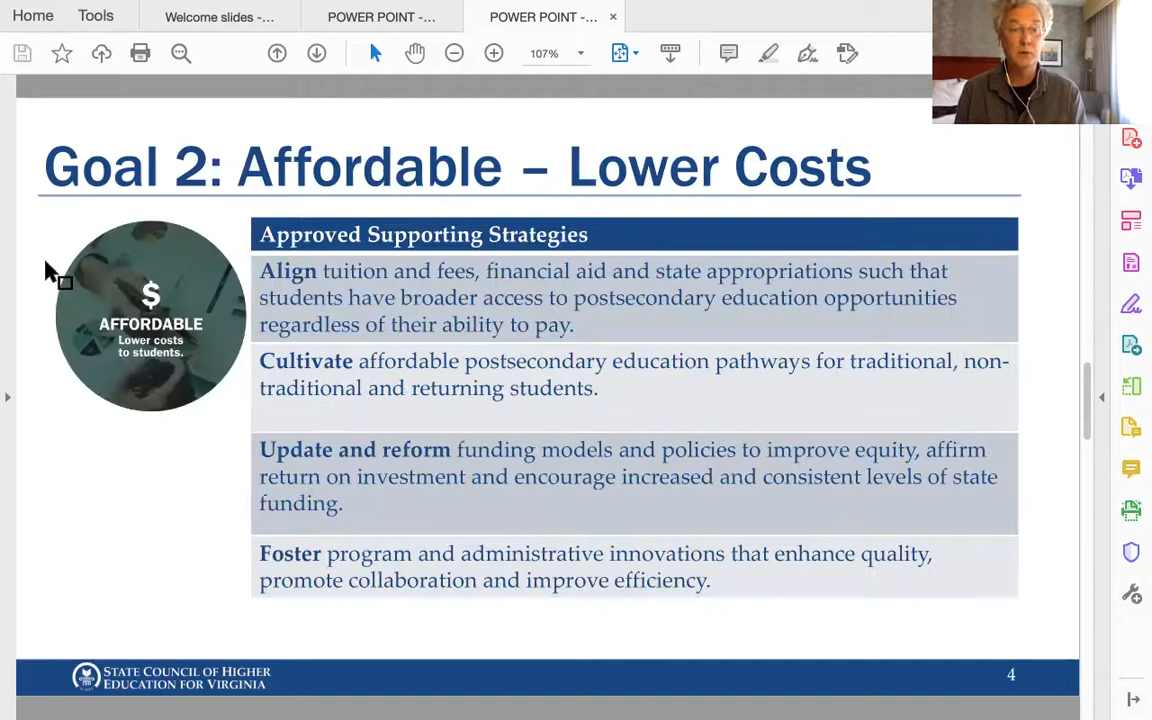 Home Tools Welcome slides -... POWER POINT -... POWER POINT -... ×
107%
Goal 2: Affordable – Lower Costs
$
AFFORDABLE
Lower costs
to students.
Approved Supporting Strategies
Align tuition and fees, financial aid and state appropriations such that
students have broader access to postsecondary education opportunities
regardless of their ability to pay.
Cultivate affordable postsecondary education pathways for traditional, non-
traditional and returning students.
Update and reform funding models and policies to improve equity, affirm
return on investment and encourage increased and consistent levels of state
funding.
Foster program and administrative innovations that enhance quality,
promote collaboration and improve efficiency.
STATE COUNCIL OF HIGHER
EDUCATION FOR VIRGINIA
4